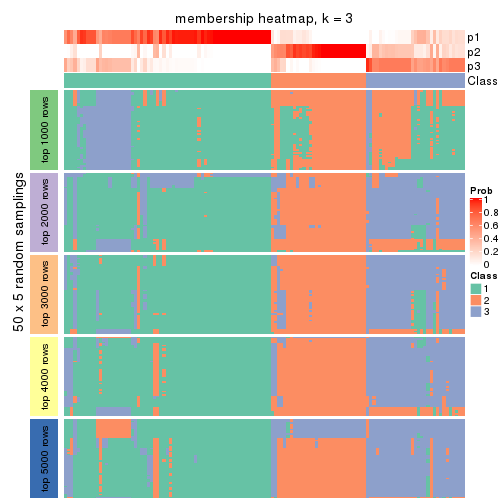 membership heatmap, k = 3
p1
p2
p3
Class
50 x 5 random samplings
top 1000 rows
top 2000 rows
top 3000 rows
top 4000 rows
top 5000 rows
Prob
1
0.8
0.6
0.4
0.2
0
Class
1
2
3